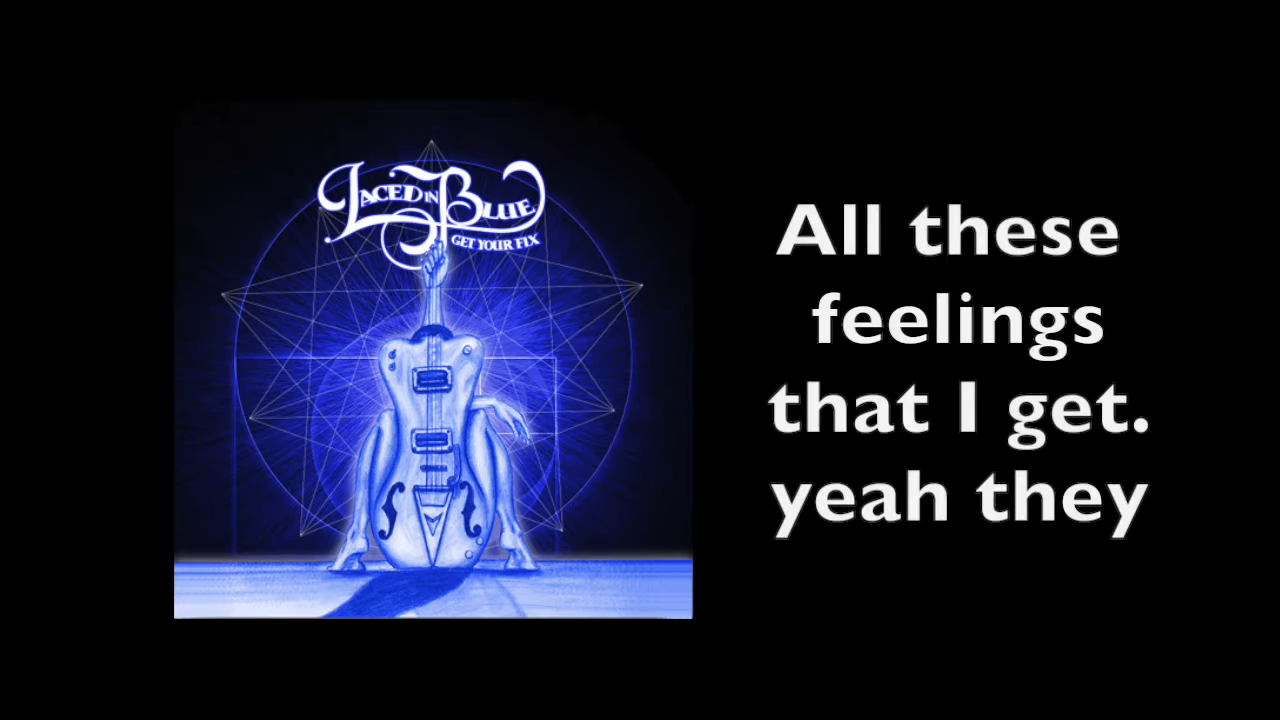 LACED IN BLUE
GET YOUR FIX
All these
feelings
that I get.
yeah they